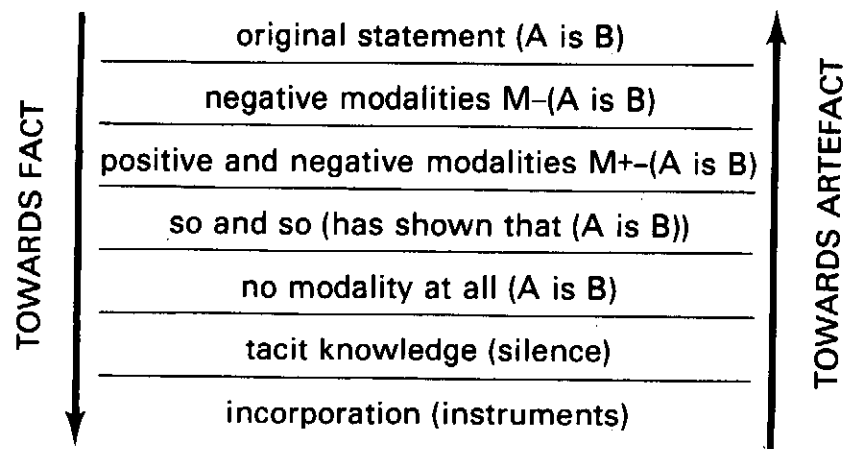 TOWARDS FACT
original statement (A is B)
negative modalities M–(A is B)
positive and negative modalities M+–(A is B)
so and so (has shown that (A is B))
no modality at all (A is B)
tacit knowledge (silence)
incorporation (instruments)
TOWARDS ARTEFACT